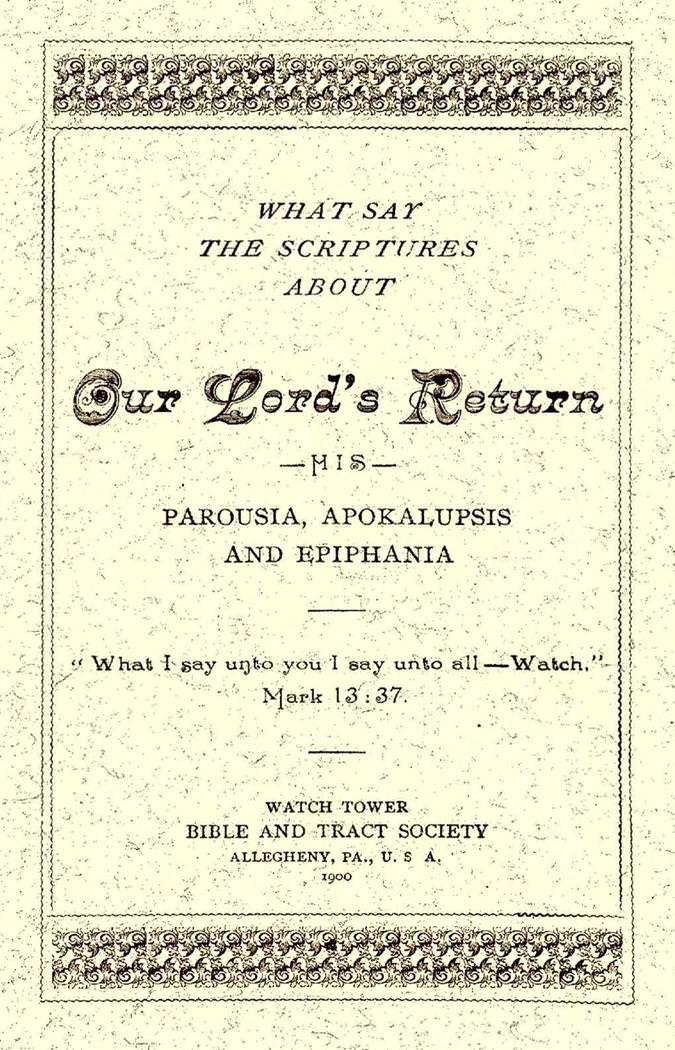 WHAT SAY
THE SCRIPTURES
ABOUT
Our Lord's Return
—HIS—
PAROUSIA, APOKALUPSIS
AND EPIPHANIA
“What I say unto you I say unto all—Watch.”
Mark 13:37.
WATCH TOWER
BIBLE AND TRACT SOCIETY
ALLEGHENY, PA., U. S A.
1900